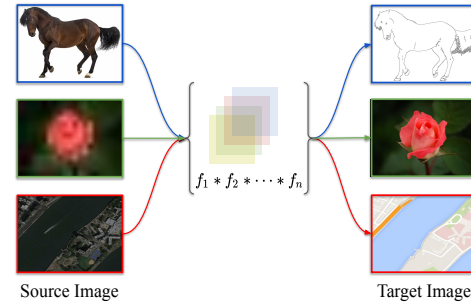 f₁ * f₂ * ⋯ * fₙ
Source Image
Target Image